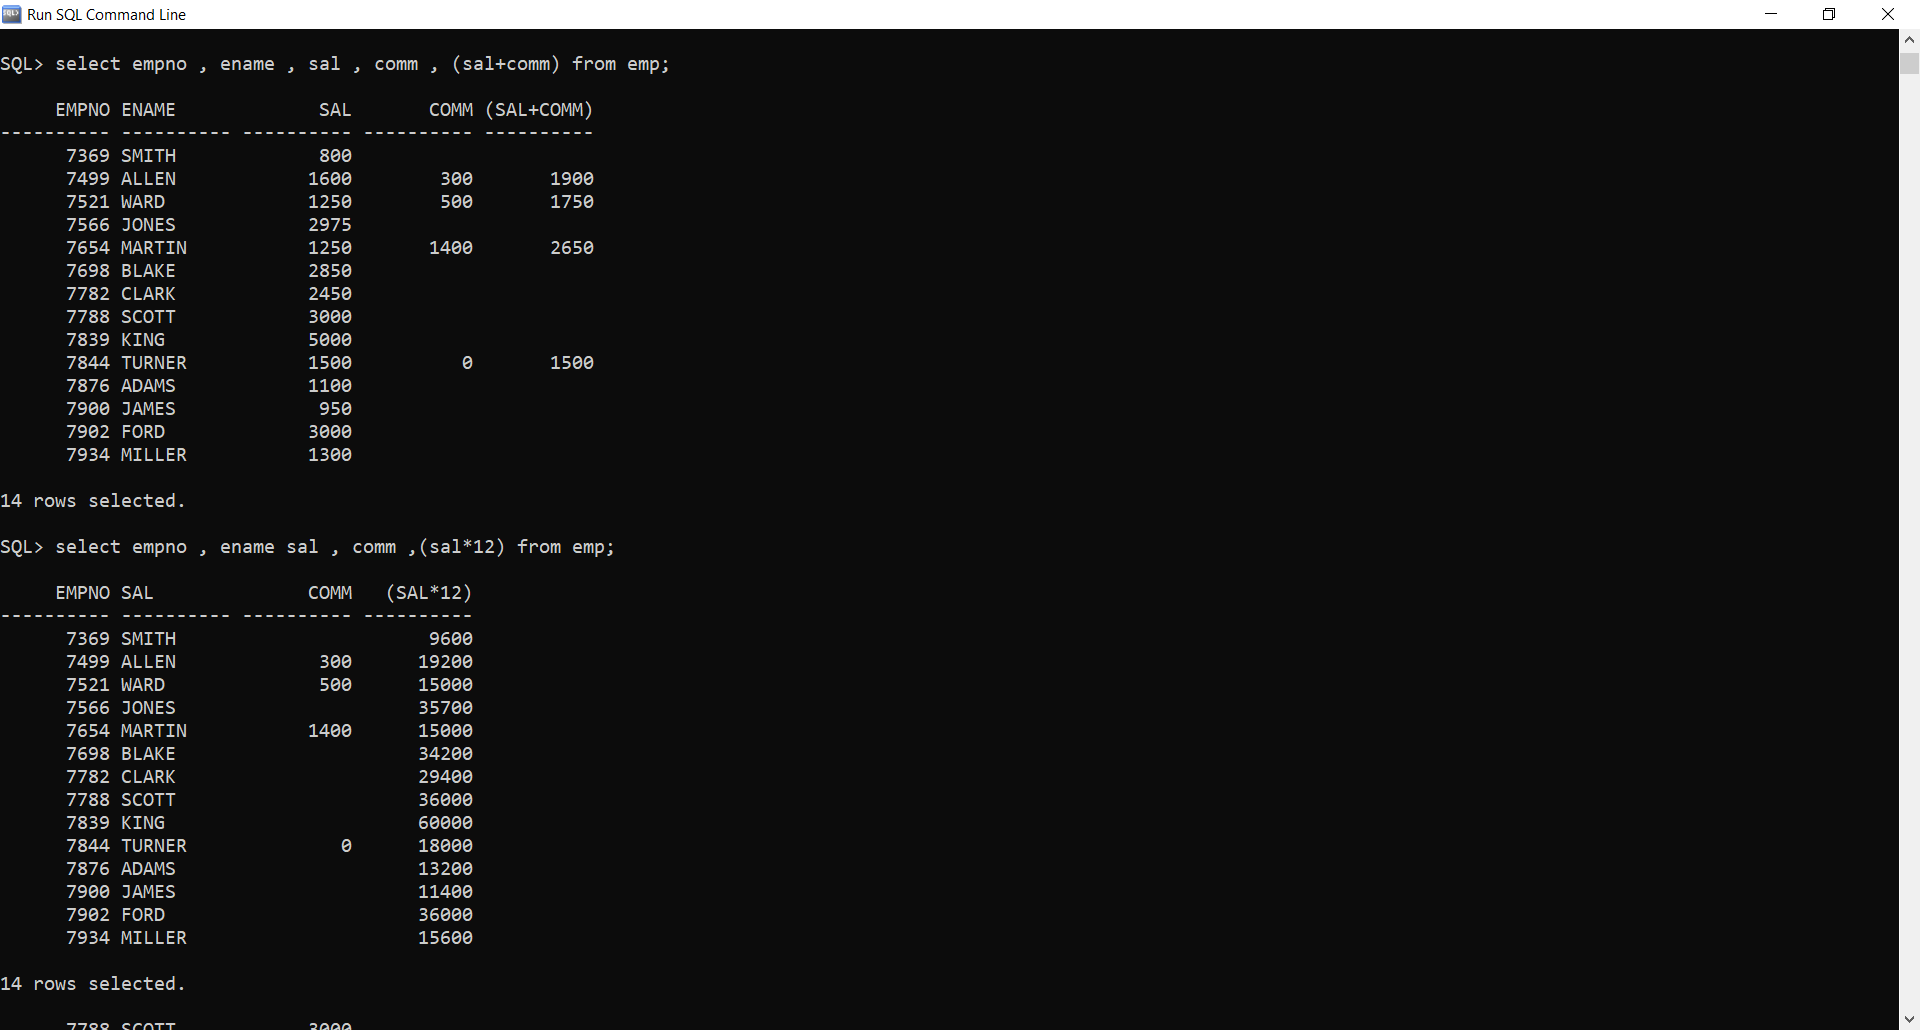 Run SQL Command Line
SQL> select empno , ename , sal , comm , (sal+comm) from emp;
     EMPNO ENAME             SAL       COMM (SAL+COMM)
---------- ---------- ---------- ---------- ----------
      7369 SMITH             800
      7499 ALLEN            1600        300       1900
      7521 WARD             1250        500       1750
      7566 JONES            2975
      7654 MARTIN           1250       1400       2650
      7698 BLAKE            2850
      7782 CLARK            2450
      7788 SCOTT            3000
      7839 KING             5000
      7844 TURNER           1500          0       1500
      7876 ADAMS            1100
      7900 JAMES             950
      7902 FORD             3000
      7934 MILLER           1300
14 rows selected.
SQL> select empno , ename sal , comm ,(sal*12) from emp;
     EMPNO SAL              COMM   (SAL*12)
---------- ---------- ---------- ----------
      7369 SMITH                       9600
      7499 ALLEN             300      19200
      7521 WARD              500      15000
      7566 JONES                      35700
      7654 MARTIN           1400      15000
      7698 BLAKE                      34200
      7782 CLARK                      29400
      7788 SCOTT                      36000
      7839 KING                       60000
      7844 TURNER              0      18000
      7876 ADAMS                      13200
      7900 JAMES                      11400
      7902 FORD                       36000
      7934 MILLER                     15600
14 rows selected.
      7788 SCOTT            3000